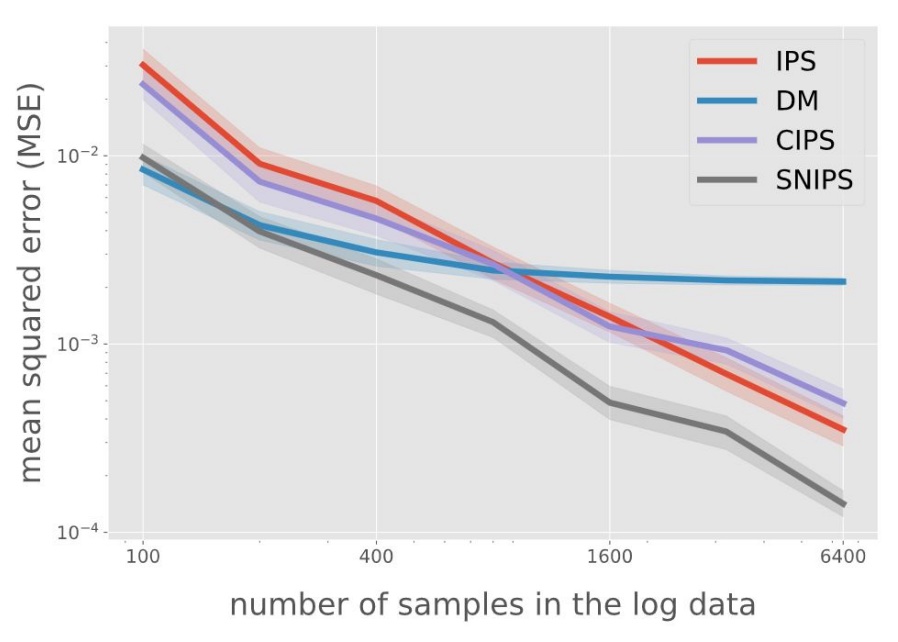 mean squared error (MSE)
10⁻²
10⁻³
10⁻⁴
IPS
DM
CIPS
SNIPS
100 400 1600 6400
number of samples in the log data